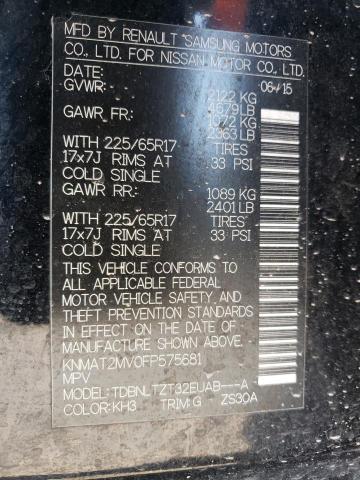 MFD BY RENAULT SAMSUNG MOTORS
CO., LTD. FOR NISSAN MOTOR CO., LTD.
DATE: 06/15
GVWR: 2122 KG
4679 LB
GAWR FR: 1072 KG
2363 LB
WITH 225/65R17 TIRES
17x7J RIMS AT 33 PSI
COLD SINGLE
GAWR RR: 1089 KG
2401 LB
WITH 225/65R17 TIRES
17x7J RIMS AT 33 PSI
COLD SINGLE
THIS VEHICLE CONFORMS TO
ALL APPLICABLE FEDERAL
MOTOR VEHICLE SAFETY, AND
THEFT PREVENTION STANDARDS
IN EFFECT ON THE DATE OF
MANUFACTURE SHOWN ABOVE.
KNMAT2MV0FP575681
MPV
MODEL: TDBNLTZT32EUAB---A
COLOR: KH3 TRIM: G ZS30A